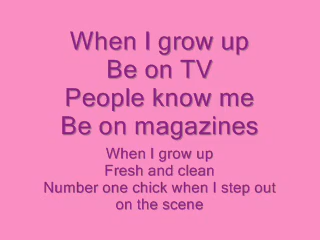 When I grow up
Be on TV
People know me
Be on magazines
When I grow up
Fresh and clean
Number one chick when I step out
on the scene